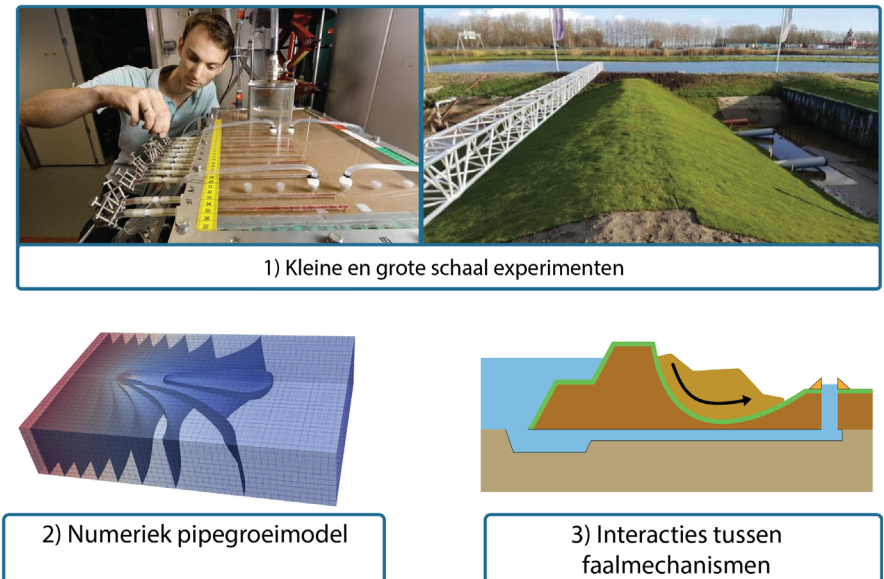 1) Kleine en grote schaal experimenten
2) Numeriek pipegroeimodel
3) Interacties tussen
faalmechanismen